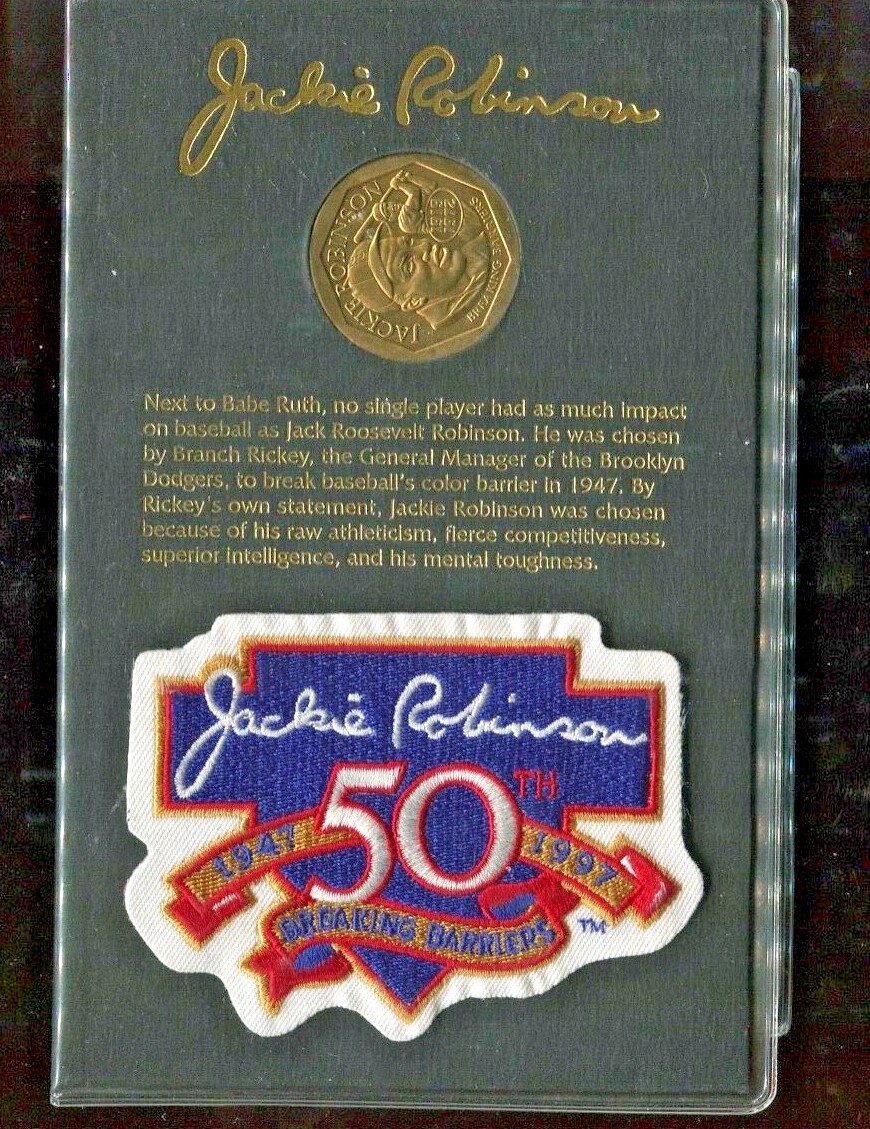 Jackie Robinson
JACKIE ROBINSON
BREAKING BARRIERS
Next to Babe Ruth, no single player had as much impact
on baseball as Jack Roosevelt Robinson. He was chosen
by Branch Rickey, the General Manager of the Brooklyn
Dodgers, to break baseball's color barrier in 1947. By
Rickey's own statement, Jackie Robinson was chosen
because of his raw athleticism, fierce competitiveness,
superior intelligence, and his mental toughness.
Jackie Robinson
50TH
1947 1997
BREAKING BARRIERS TM